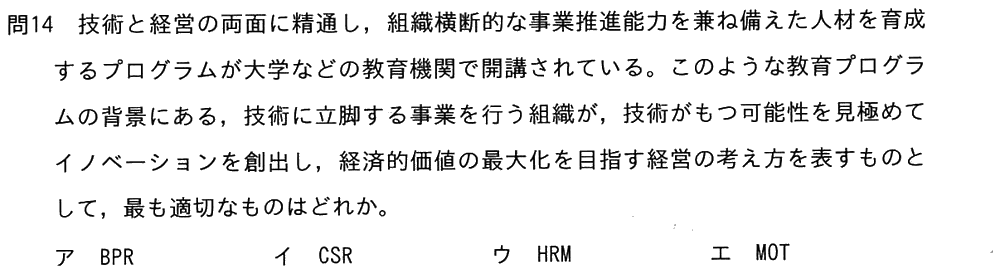 問14　技術と経営の両面に精通し，組織横断的な事業推進能力を兼ね備えた人材を育成
するプログラムが大学などの教育機関で開講されている。このような教育プログラ
ムの背景にある，技術に立脚する事業を行う組織が，技術がもつ可能性を見極めて
イノベーションを創出し，経済的価値の最大化を目指す経営の考え方を表すものと
して，最も適切なものはどれか。
ア　BPR　イ　CSR　ウ　HRM　エ　MOT